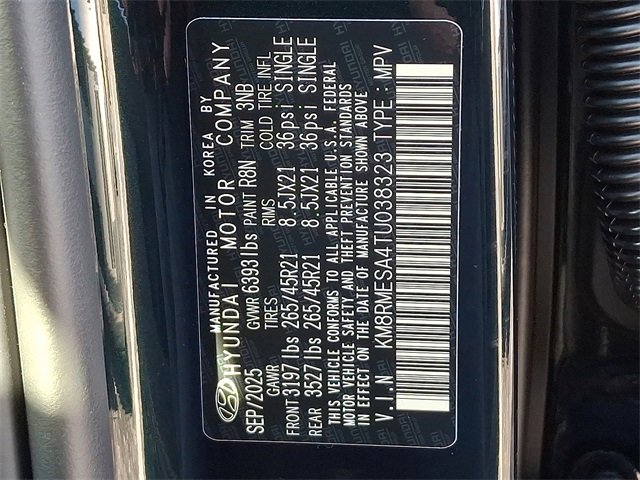 MANUFACTURED IN KOREA BY
HYUNDAI MOTOR COMPANY
SEP/2025 GVWR 6393 lbs PAINT R8N TRIM 3NB
GAWR TIRES RIMS COLD TIRE INFL
FRONT 3197 lbs 265/45R21 8.5JX21 36psi SINGLE
REAR 3527 lbs 265/45R21 8.5JX21 36psi SINGLE
THIS VEHICLE CONFORMS TO ALL APPLICABLE U.S.A. FEDERAL
MOTOR VEHICLE SAFETY AND THEFT PREVENTION STANDARDS
IN EFFECT ON THE DATE OF MANUFACTURE SHOWN ABOVE
V.I.N : KM8RMESA4TU038323 TYPE : MPV